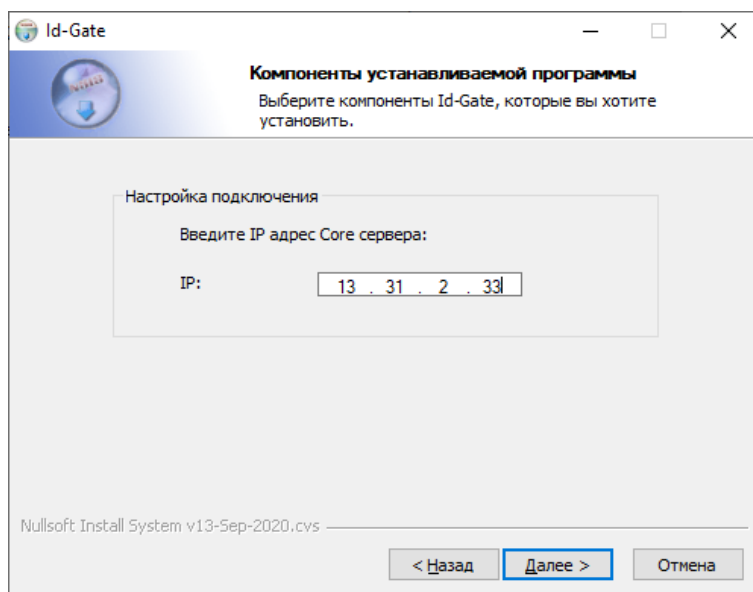 Id-Gate
Компоненты устанавливаемой программы
Выберите компоненты Id-Gate, которые вы хотите
установить.
Настройка подключения
Введите IP адрес Core сервера:
IP:
13 . 31 . 2 . 33
Nullsoft Install System v13-Sep-2020.cvs
< Назад
Далее >
Отмена